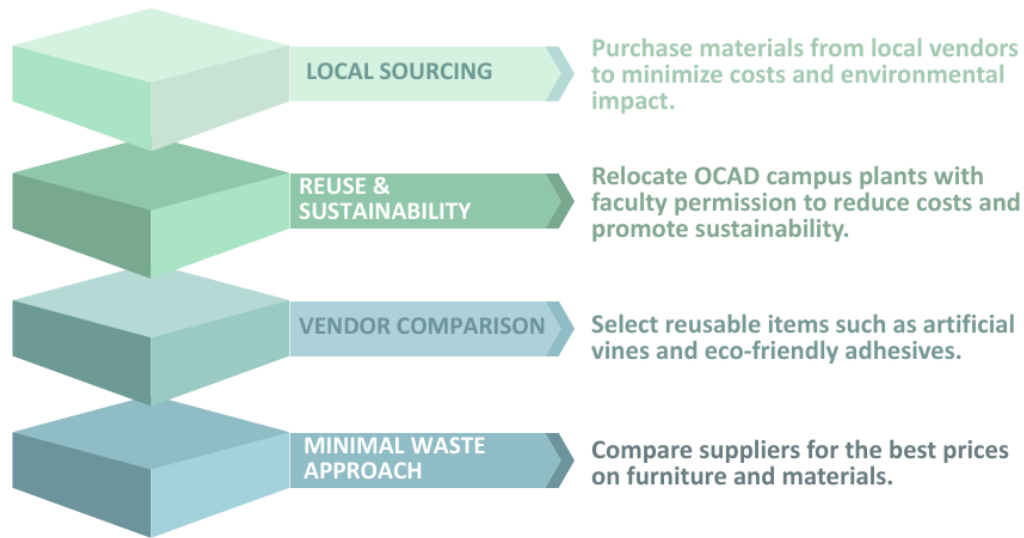 LOCAL SOURCING
Purchase materials from local vendors
to minimize costs and environmental
impact.
REUSE &
SUSTAINABILITY
Relocate OCAD campus plants with
faculty permission to reduce costs and
promote sustainability.
VENDOR COMPARISON
Select reusable items such as artificial
vines and eco-friendly adhesives.
MINIMAL WASTE
APPROACH
Compare suppliers for the best prices
on furniture and materials.